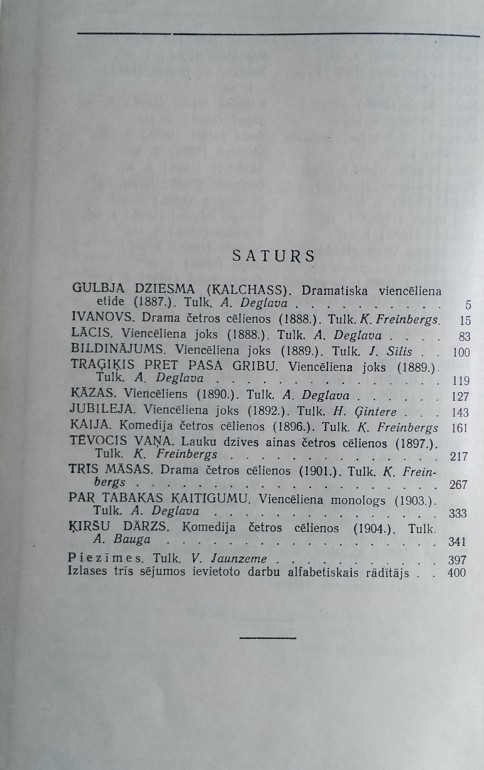 SATURS
GULBJA DZIESMA (KALCHASS). Dramatiska viencēliena
etīde (1887.). Tulk. A. Deglava . . . . . . . . . . 5
IVANOVS. Drama četros cēlienos (1888.). Tulk. K. Freinbergs. 15
LĀCIS. Viencēliena joks (1888.). Tulk. A. Deglava . . . . 83
BILDINĀJUMS. Viencēliena joks (1889.). Tulk. J. Silis . . 100
TRAĢIĶIS PRET PAŠA GRIBU. Viencēliena joks (1889.).
Tulk. A. Deglava . . . . . . . . . . . . . . . . 119
KĀZAS. Viencēliens (1890.). Tulk. A. Deglava . . . . . . 127
JUBILEJA. Viencēliena joks (1892.). Tulk. H. Ģintere . . . 143
KAIJA. Komedija četros cēlienos (1896.). Tulk. K. Freinbergs 161
TĒVOCIS VAŅA. Lauku dzīves ainas četros cēlienos (1897.).
Tulk. K. Freinbergs . . . . . . . . . . . . . . . 217
TRĪS MĀSAS. Drama četros cēlienos (1901.). Tulk. K. Frein-
bergs . . . . . . . . . . . . . . . . . . . . . . 267
PAR TABAKAS KAITĪGUMU. Viencēliena monologs (1903.).
Tulk. A. Deglava . . . . . . . . . . . . . . . . 333
ĶIRŠU DĀRZS. Komedija četros cēlienos (1904.). Tulk.
A. Bauga . . . . . . . . . . . . . . . . . . . . 341
Piezīmes. Tulk. V. Jaunzeme . . . . . . . . . . . . 397
Izlases trīs sējumos ievietoto darbu alfabetiskais rādītājs . . 400